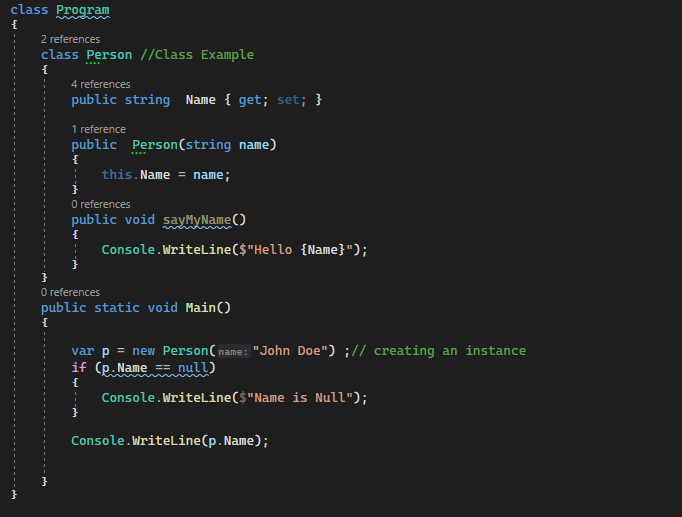 class Program
{
2 references
class Person //Class Example
{
4 references
public string  Name { get; set; }
1 reference
public  Person(string name)
{
this.Name = name;
}
0 references
public void sayMyName()
{
Console.WriteLine($"Hello {Name}");
}
}
0 references
public static void Main()
{
var p = new Person(name:"John Doe") ;// creating an instance
if (p.Name == null)
{
Console.WriteLine($"Name is Null");
}
Console.WriteLine(p.Name);
}
}